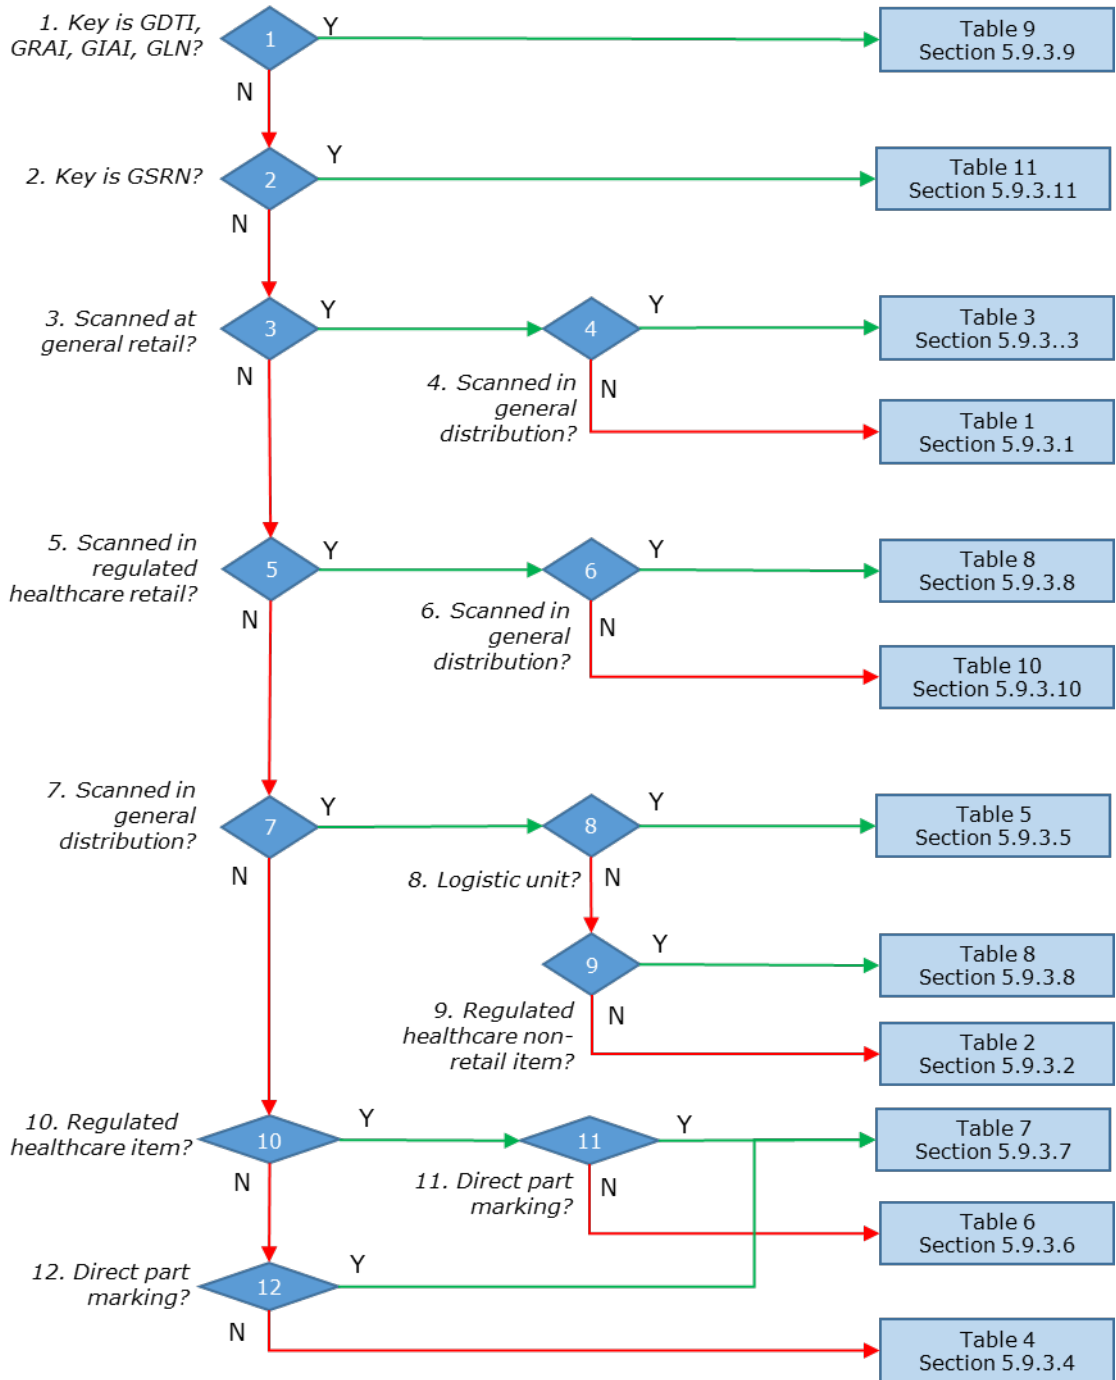 1. Key is GDTI,
GRAI, GIAI, GLN?
1
Y
N
Table 9
Section 5.9.3.9
2. Key is GSRN?
2
Y
N
Table 11
Section 5.9.3.11
3. Scanned at
general retail?
3
Y
N
4
Y
N
Table 3
Section 5.9.3..3
4. Scanned in
general
distribution?
Table 1
Section 5.9.3.1
5. Scanned in
regulated
healthcare retail?
5
Y
N
6
Y
N
Table 8
Section 5.9.3.8
6. Scanned in
general
distribution?
Table 10
Section 5.9.3.10
7. Scanned in
general
distribution?
7
Y
N
8
Y
N
Table 5
Section 5.9.3.5
8. Logistic unit?
9
Y
N
Table 8
Section 5.9.3.8
9. Regulated
healthcare non-
retail item?
Table 2
Section 5.9.3.2
10. Regulated
healthcare item?
10
Y
N
11
Y
N
Table 7
Section 5.9.3.7
11. Direct part
marking?
Table 6
Section 5.9.3.6
12. Direct part
marking?
12
Y
N
Table 4
Section 5.9.3.4